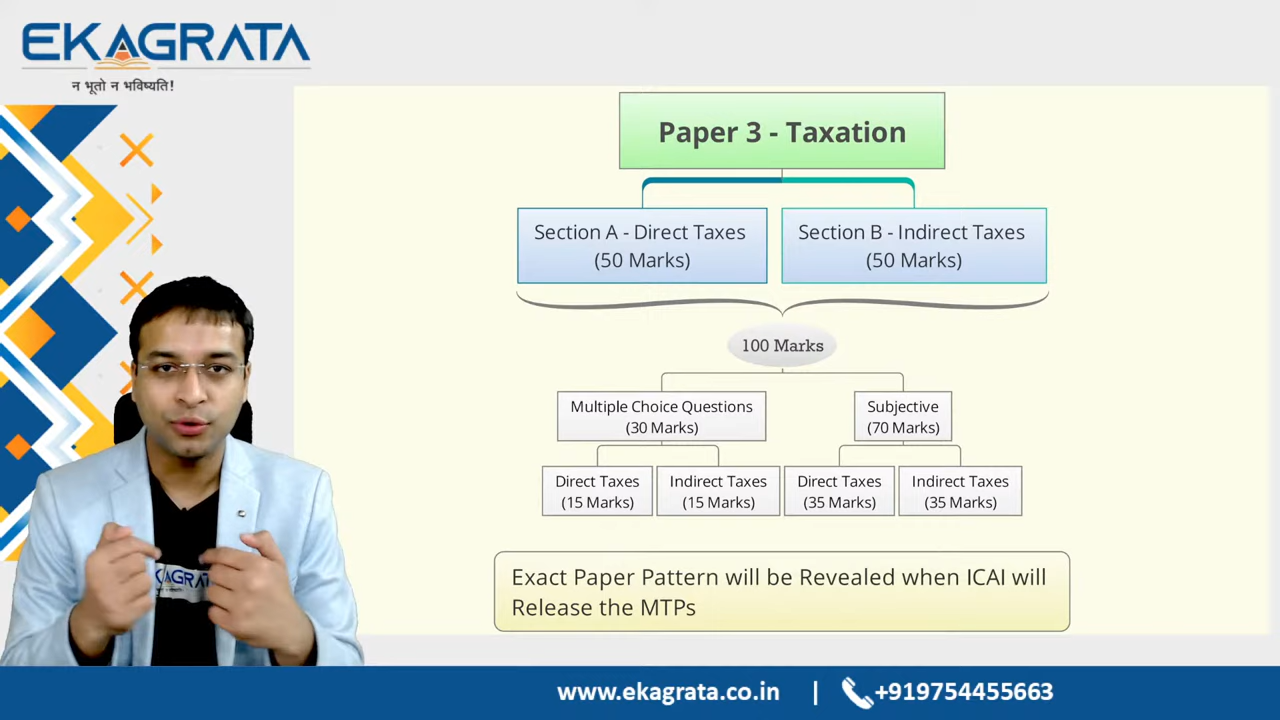 EKAGRATA
न भूतो न भविष्यति!
Paper 3 - Taxation
Section A - Direct Taxes
(50 Marks)
Section B - Indirect Taxes
(50 Marks)
100 Marks
Multiple Choice Questions
(30 Marks)
Subjective
(70 Marks)
Direct Taxes
(15 Marks)
Indirect Taxes
(15 Marks)
Direct Taxes
(35 Marks)
Indirect Taxes
(35 Marks)
Exact Paper Pattern will be Revealed when ICAI will
Release the MTPs
www.ekagrata.co.in | +919754455663